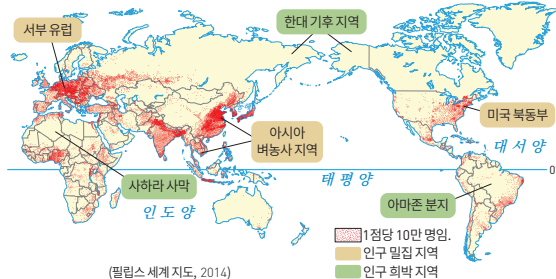 서부 유럽
한대 기후 지역
미국 북동부
아시아
벼농사 지역
대서양
0
사하라 사막
태평양
아마존 분지
인도양
1점당 10만 명임.
인구 밀집 지역
인구 희박 지역
(필립스 세계 지도, 2014)